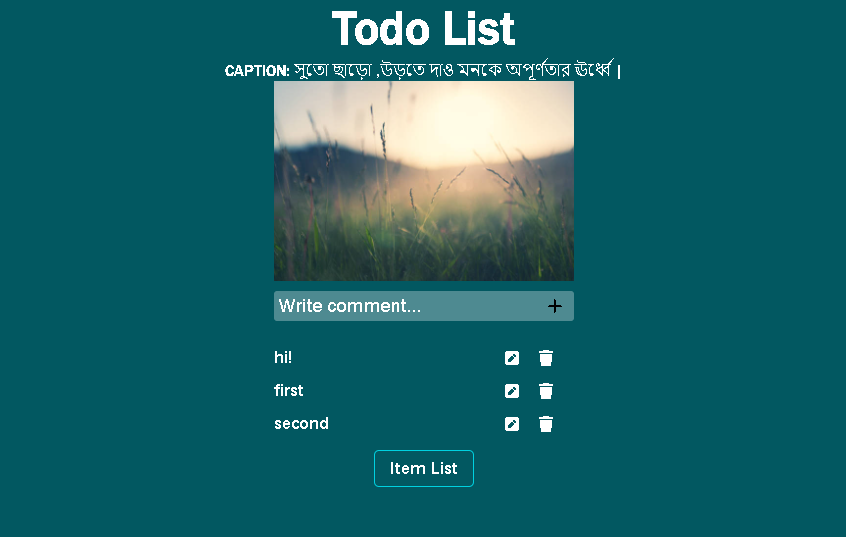 Todo List
CAPTION: সুতো ছাড়ো ,উড়তে দাও মনকে অপূর্ণতার ঊর্ধ্বে |
Write comment...
hi!
first
second
Item List